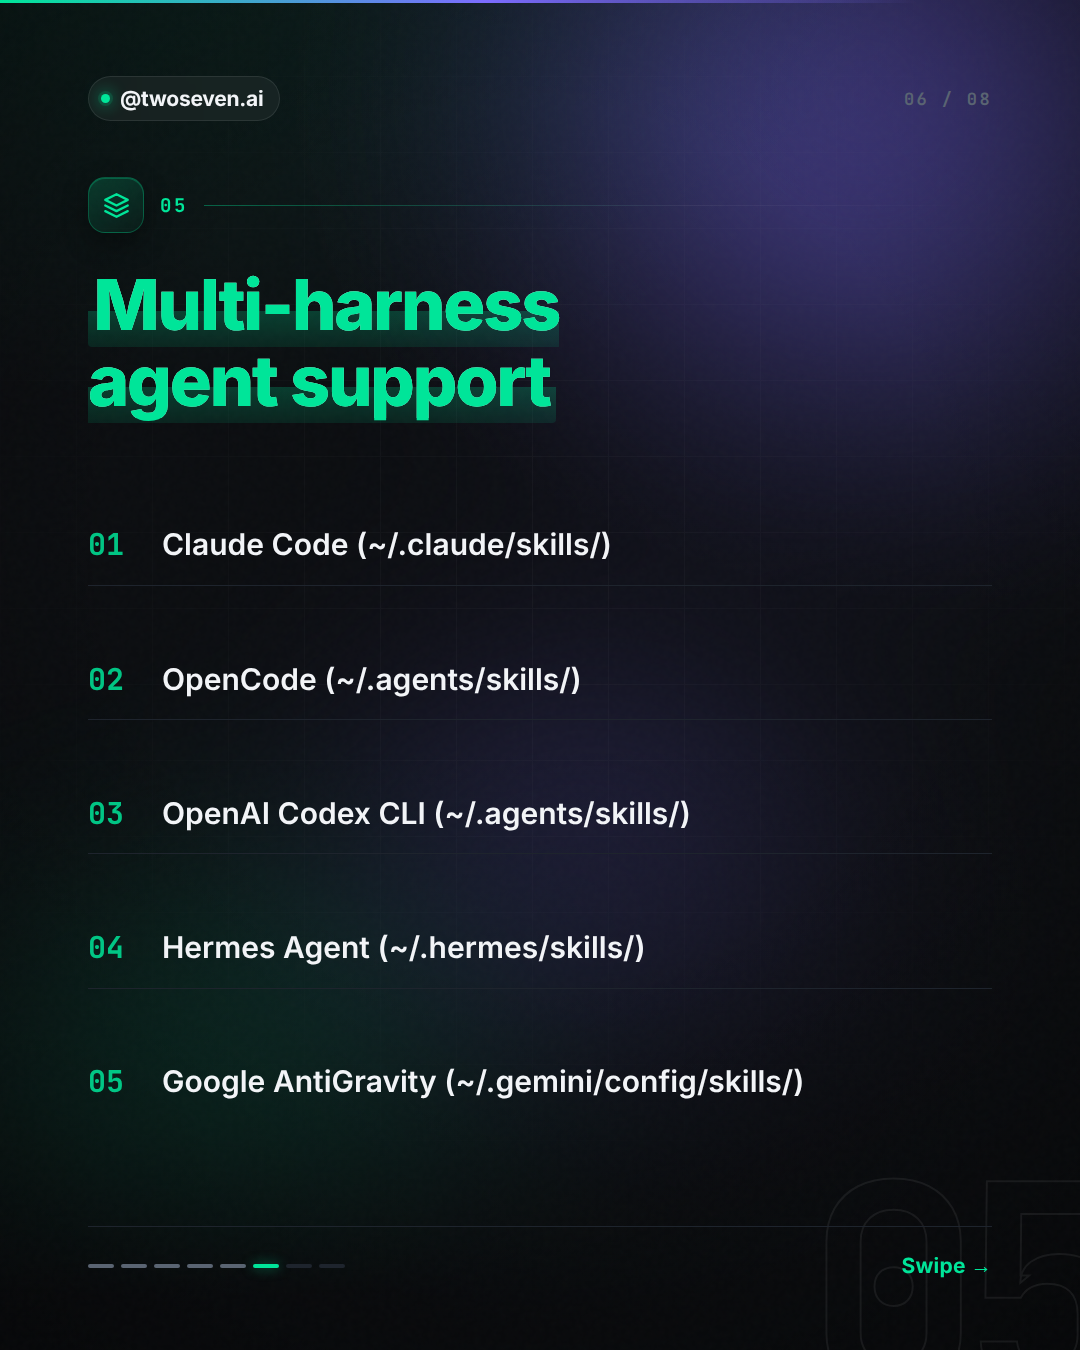 @twoseven.ai
06 / 08
05
Multi-harness
agent support
01 Claude Code (~/.claude/skills/)
02 OpenCode (~/.agents/skills/)
03 OpenAI Codex CLI (~/.agents/skills/)
04 Hermes Agent (~/.hermes/skills/)
05 Google AntiGravity (~/.gemini/config/skills/)
05
Swipe →